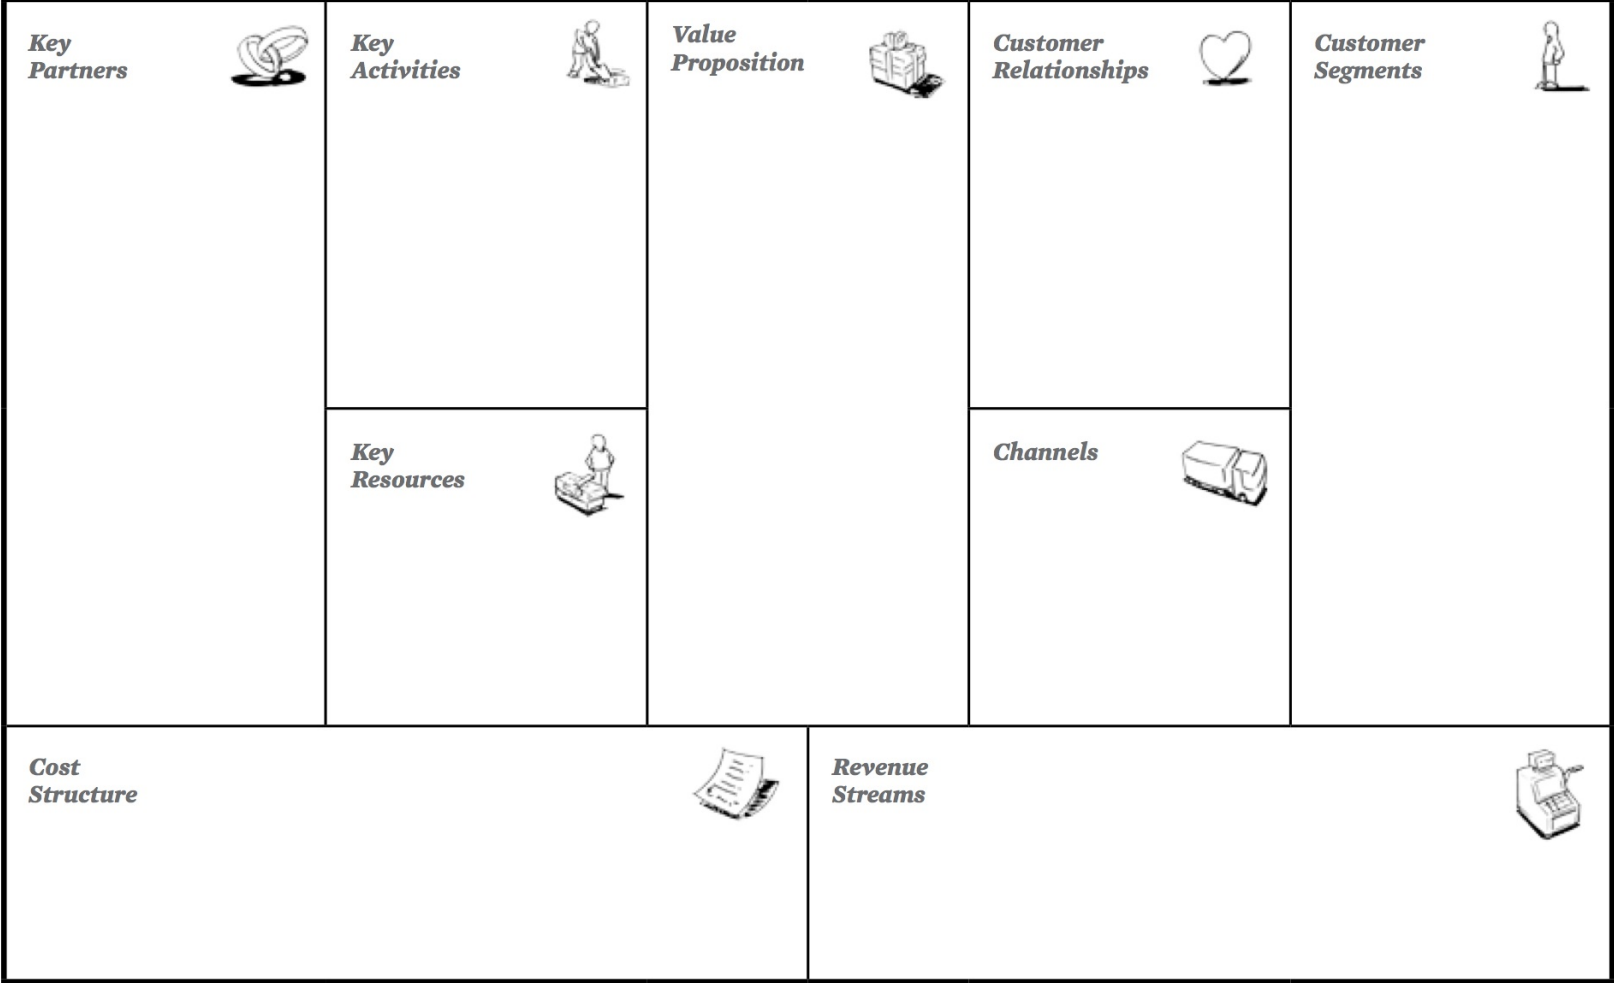 Key
Partners
Key
Activities
Value
Proposition
Customer
Relationships
Customer
Segments
Key
Resources
Channels
Cost
Structure
Revenue
Streams